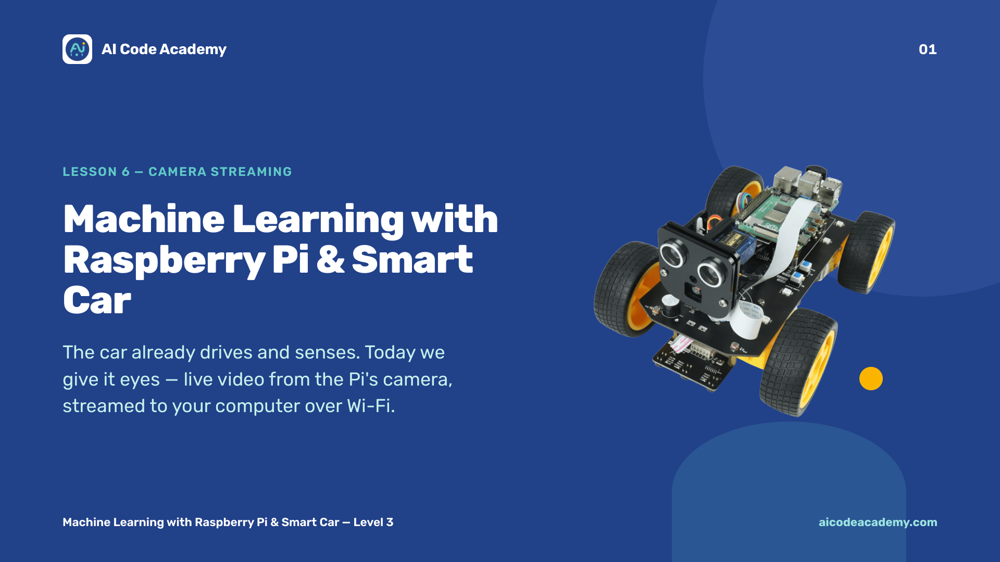 AI Code Academy
01
LESSON 6 — CAMERA STREAMING
Machine Learning with
Raspberry Pi & Smart
Car
The car already drives and senses. Today we
give it eyes — live video from the Pi's camera,
streamed to your computer over Wi-Fi.
Machine Learning with Raspberry Pi & Smart Car — Level 3
aicodeacademy.com